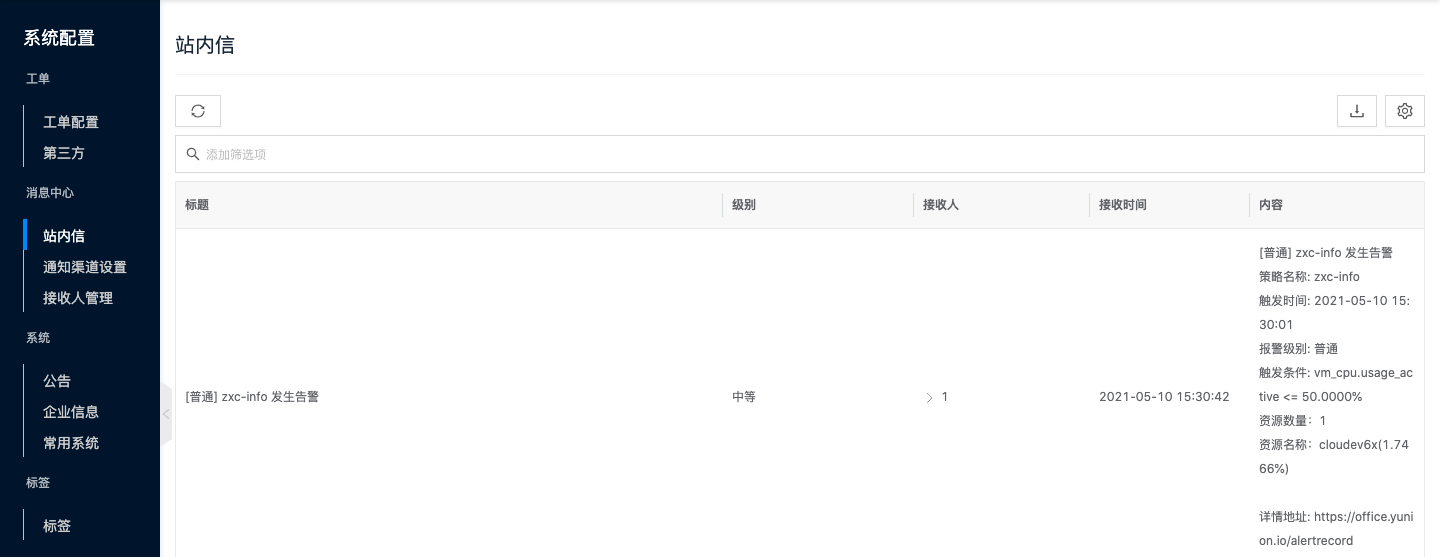 系统配置
工单
工单配置
第三方
消息中心
站内信
通知渠道设置
接收人管理
系统
公告
企业信息
常用系统
标签
标签
站内信
添加筛选项
标题 级别 接收人 接收时间 内容
[普通] zxc-info 发生告警 中等 1 2021-05-10 15:30:42
[普通] zxc-info 发生告警
策略名称: zxc-info
触发时间: 2021-05-10 15:
30:01
报警级别: 普通
触发条件: vm_cpu.usage_ac
tive <= 50.0000%
资源数量：1
资源名称：cloudev6x(1.74
66%)
详情地址: https://office.yuni
on.io/alertrecord